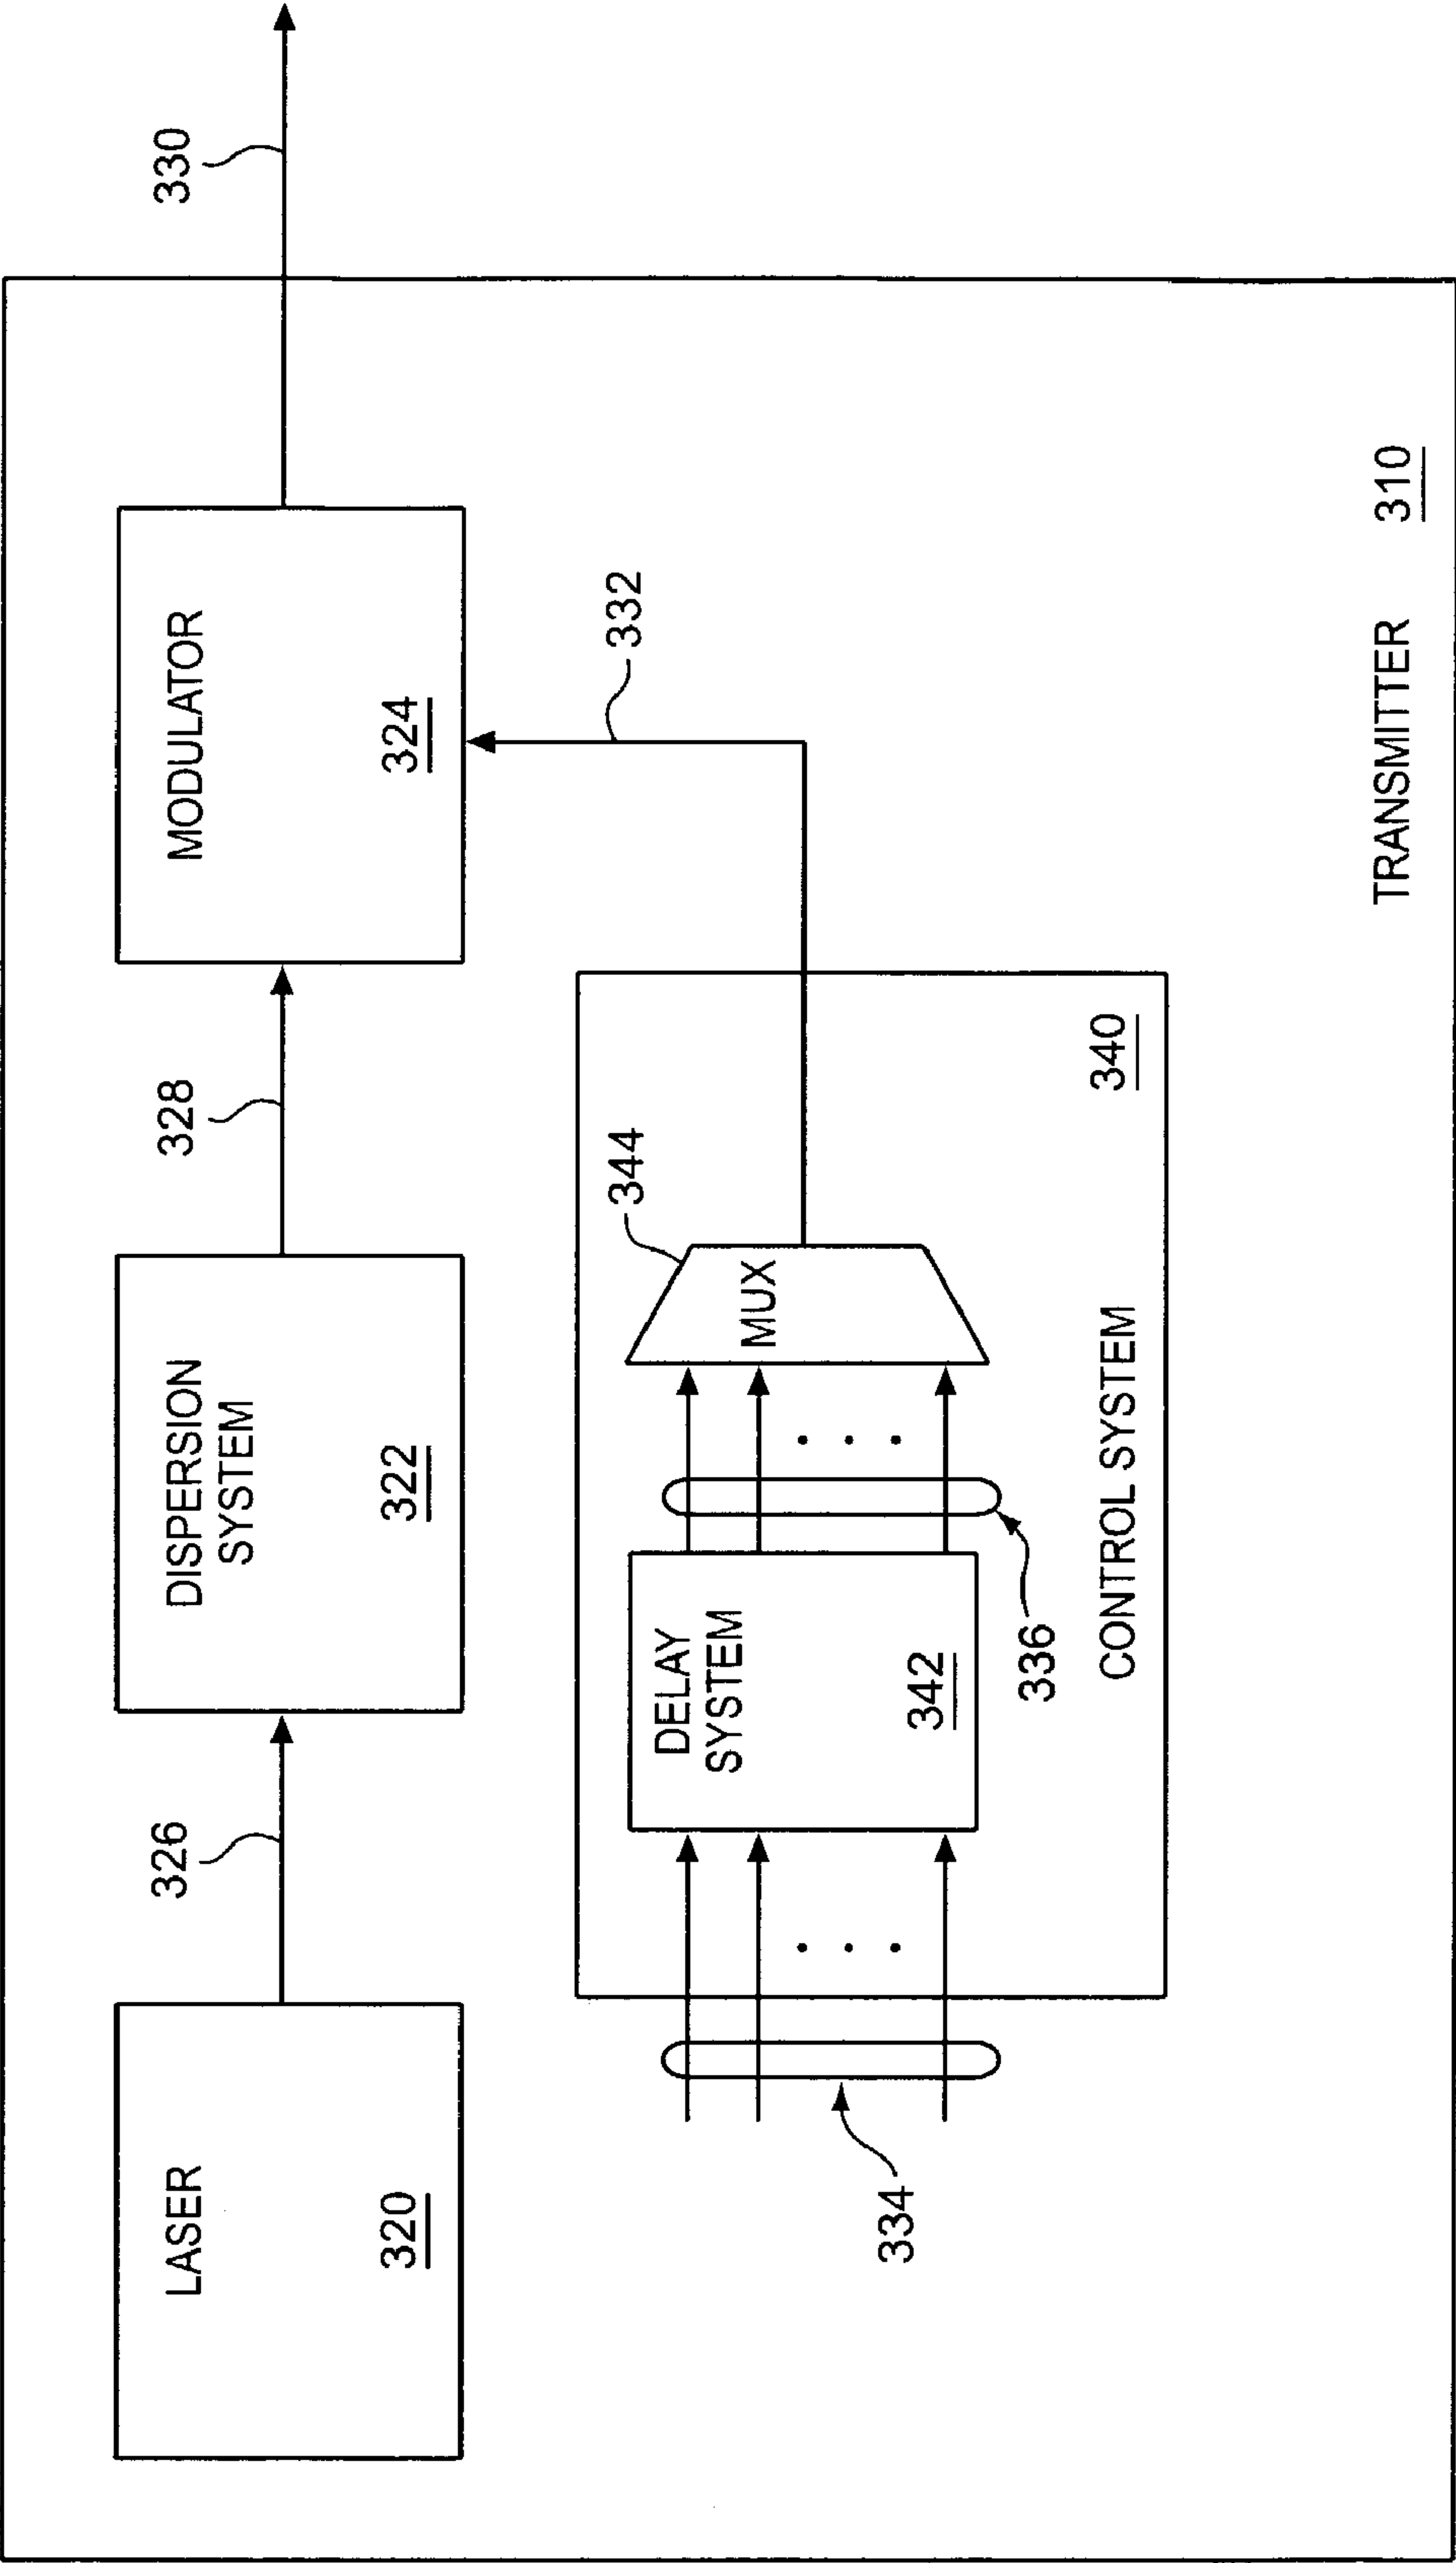 330
MODULATOR
324
328
332
DISPERSION
SYSTEM
322
326
LASER
320
344
MUX
DELAY
SYSTEM
342
336
340
CONTROL SYSTEM
334
TRANSMITTER 310